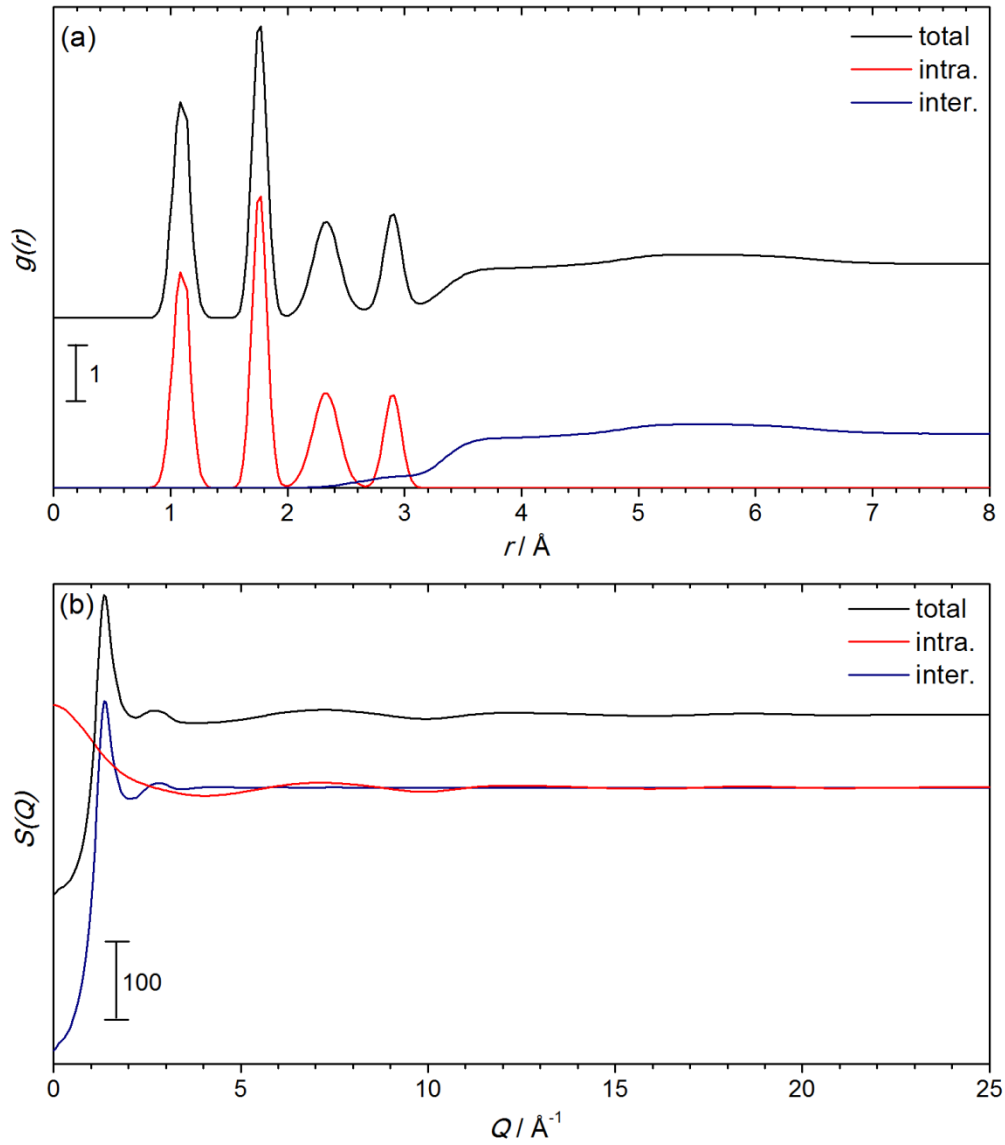 (a)
total
intra.
inter.
g(r)
1
0 1 2 3 4 5 6 7 8
r / Å
(b)
total
intra.
inter.
S(Q)
100
0 5 10 15 20 25
Q / Å⁻¹